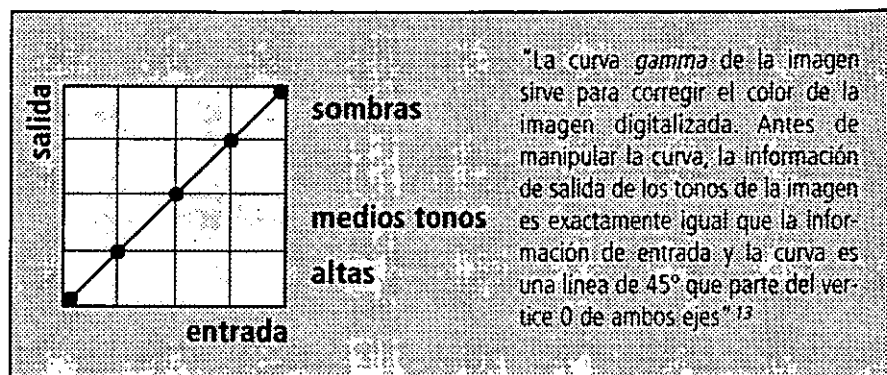 salida
sombras
medios tonos
altas
entrada
"La curva gamma de la imagen
sirve para corregir el color de la
imagen digitalizada. Antes de
manipular la curva, la información
de salida de los tonos de la imagen
es exactamente igual que la infor-
mación de entrada y la curva es
una línea de 45º que parte del ver-
tice 0 de ambos ejes" 13